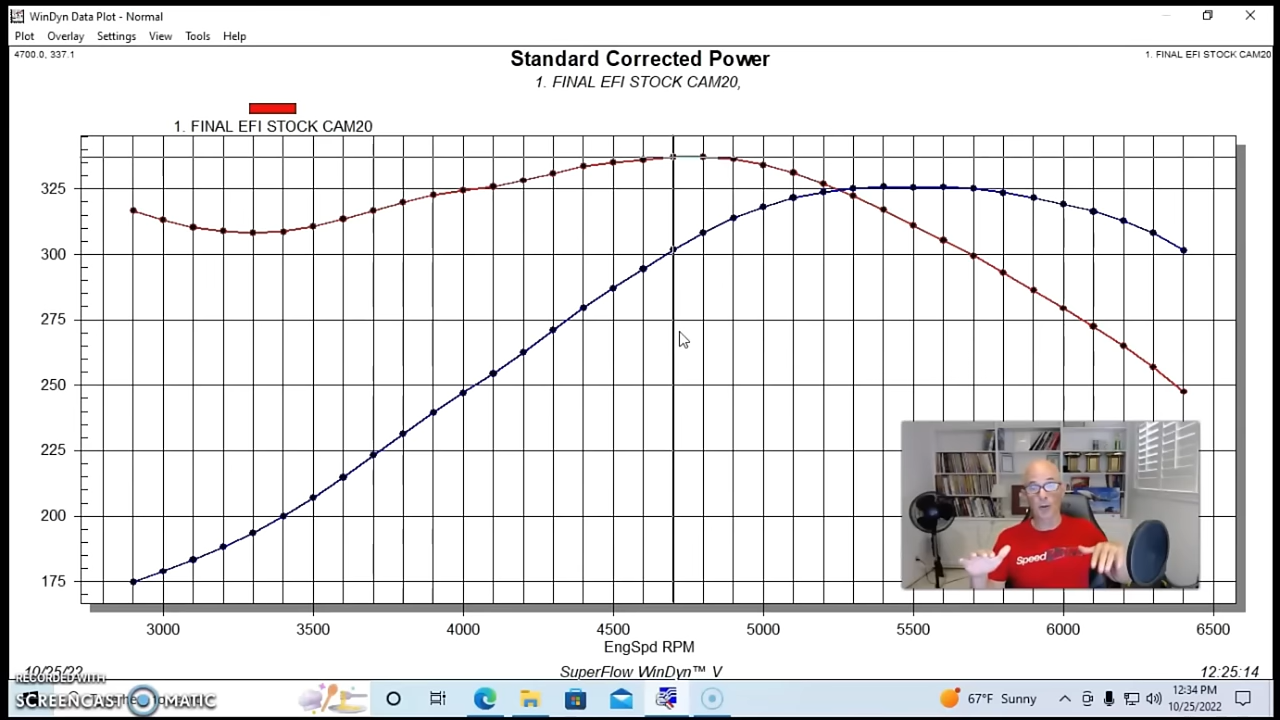 WinDyn Data Plot - Normal
Plot Overlay Settings View Tools Help
4700.0, 337.1
Standard Corrected Power
1. FINAL EFI STOCK CAM20
1. FINAL EFI STOCK CAM20,
1. FINAL EFI STOCK CAM20
325
300
275
250
225
200
175
Speed
3000 3500 4000 4500 5000 5500 6000 6500
EngSpd RPM
10/25/22
SuperFlow WinDyn™ V
12:25:14
RECORDED WITH
SCREENCAST MATIC
67°F Sunny
12:34 PM
10/25/2022